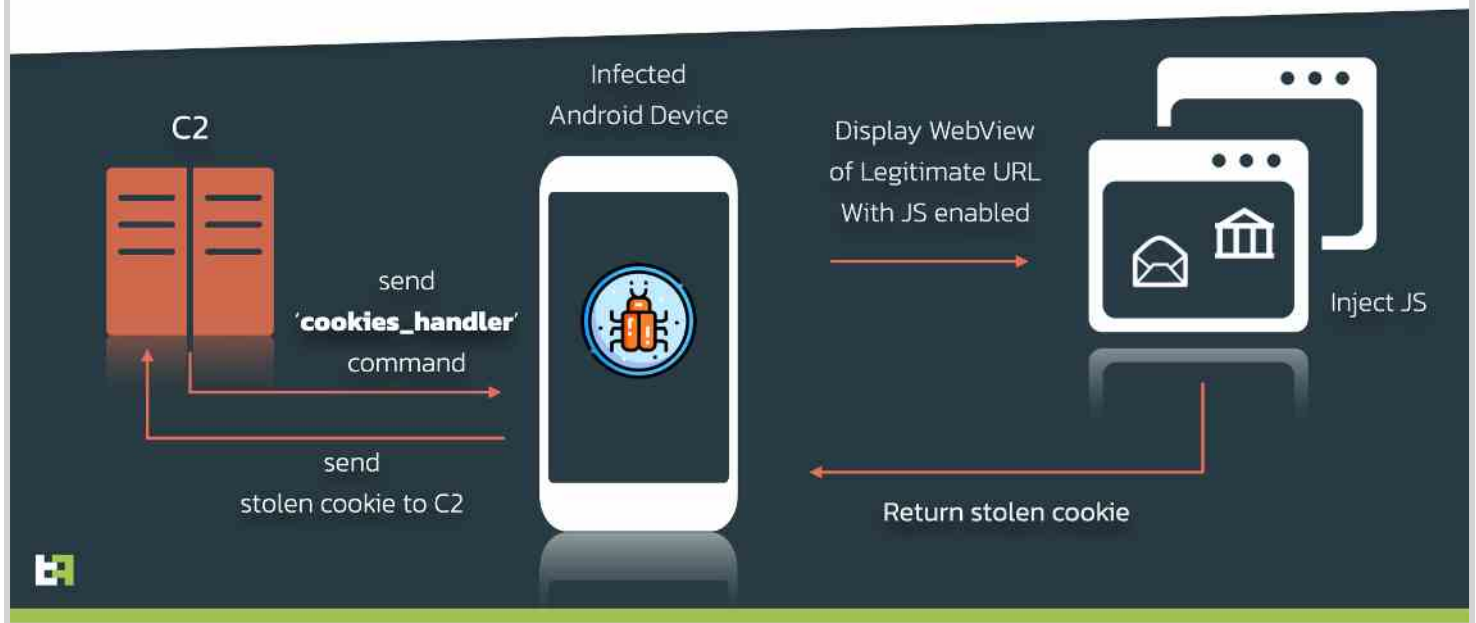 C2
Infected
Android Device
Display WebView
of Legitimate URL
With JS enabled
send
‘cookies_handler’
command
Inject JS
send
stolen cookie to C2
Return stolen cookie